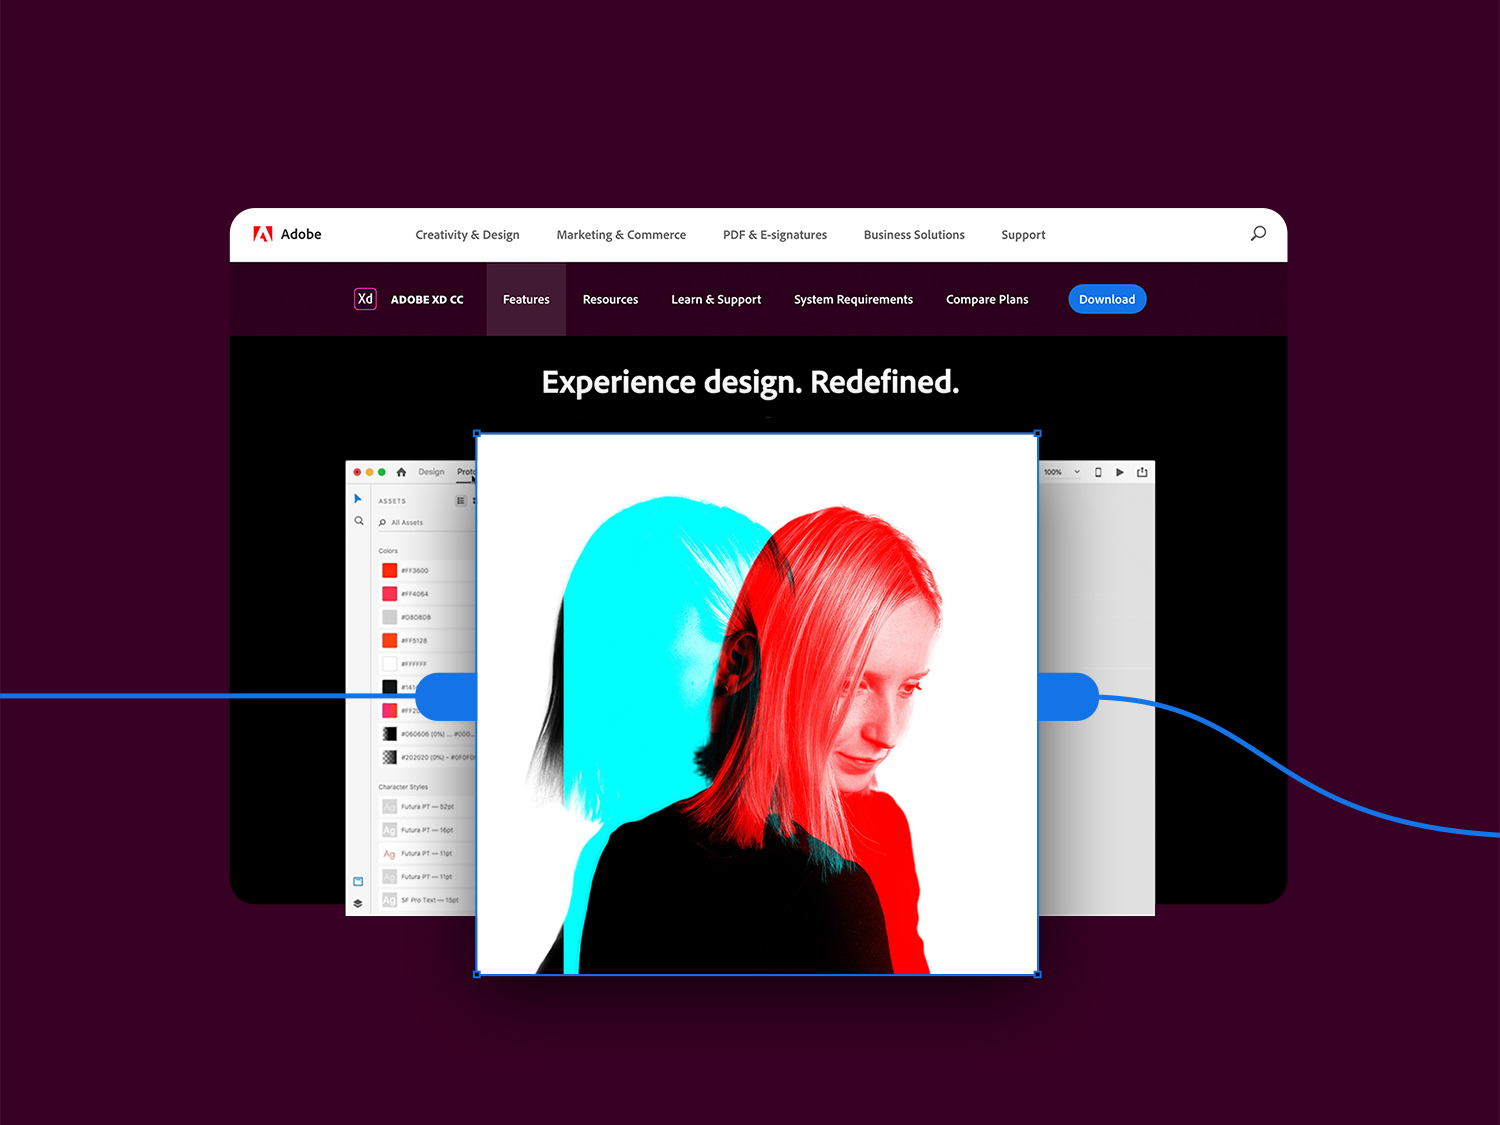 Adobe
Creativity & Design
Marketing & Commerce
PDF & E-signatures
Business Solutions
Support
Xd
ADOBE XD CC
Features
Resources
Learn & Support
System Requirements
Compare Plans
Download
Experience design. Redefined.
Design
Proto
100%
ASSETS
All Assets
Colors
#FF3600
#FF4064
#D8D8D8
#FF5128
#FFFFFF
#141
#FF20
#060606 (0%) ... #000...
#202020 (0%) - #0F0F0F
Character Styles
Ag Futura PT — 52pt
Ag Futura PT — 16pt
Ag Futura PT — 11pt
Ag Futura PT — 11pt
Ag SF Pro Text — 15pt